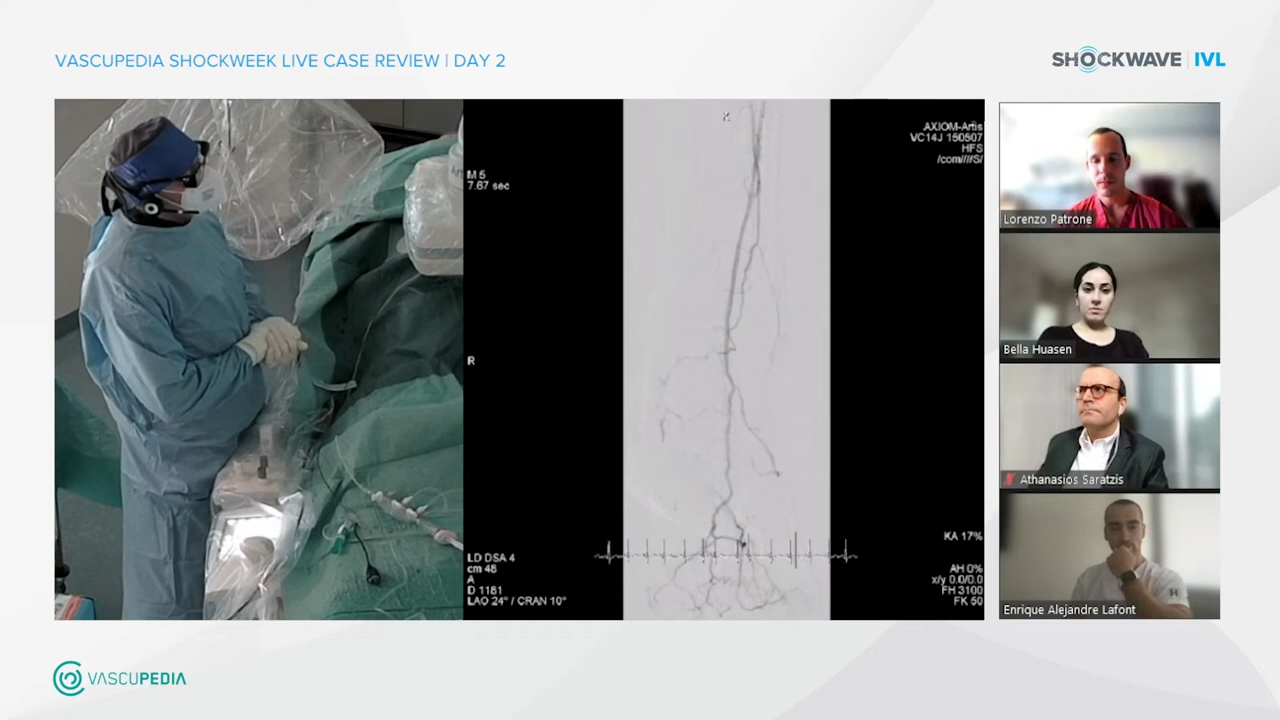 VASCUPEDIA SHOCKWEEK LIVE CASE REVIEW | DAY 2
SHOCKWAVE | IVL
K
AXIOM-Artis
VC14J 150507
HFS
/com////S/
M 5
7.67 sec
R
LD DSA 4
cm 48
A
D 1181
LAO 24° / CRAN 10°
KA 17%
AH 0%
x/y 0.0/0.0
FH 3100
FK 50
Lorenzo Patrone
Bella Huasen
Athanasios Saratzis
Enrique Alejandre Lafont
H
VASCUPEDIA